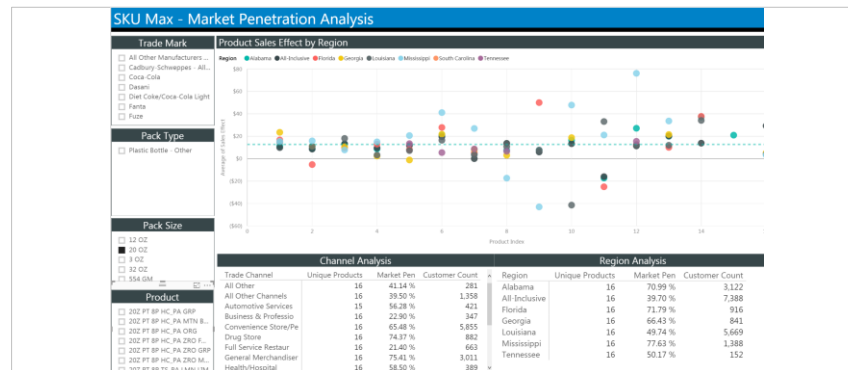 SKU Max - Market Penetration Analysis
Trade Mark
All Other Manufacturers ...
Cadbury-Schweppes - All...
Coca-Cola
Dasani
Diet Coke/Coca-Cola Light
Fanta
Fuze
Pack Type
Plastic Bottle - Other
Pack Size
12 OZ
20 OZ
3 OZ
32 OZ
554 GM
Product
20Z PT 8P HC_PA GRP
20Z PT 8P HC_PA MTN B...
20Z PT 8P HC_PA ORG
20Z PT 8P HC_PA ZRO F...
20Z PT 8P HC_PA ZRO GRP
20Z PT 8P HC_PA ZRO M...
Product Sales Effect by Region
Region Alabama All-Inclusive Florida Georgia Louisiana Mississippi South Carolina Tennessee
Average of Sales Effect
$80
$60
$40
$20
$0
($20)
($40)
($60)
0 2 4 6 8 10 12 14
Product Index
Channel Analysis
Trade Channel Unique Products Market Pen Customer Count
All Other 16 41.14 % 281
All Other Channels 16 39.50 % 1,358
Automotive Services 15 56.28 % 421
Business & Professio 16 22.90 % 347
Convenience Store/Pe 16 65.48 % 5,855
Drug Store 16 74.37 % 882
Full Service Restaur 16 21.40 % 663
General Merchandiser 16 75.41 % 3,011
Health/Hospital 16 58.50 % 389
Region Analysis
Region Unique Products Market Pen Customer Count
Alabama 16 70.99 % 3,122
All-Inclusive 16 39.70 % 7,388
Florida 16 71.79 % 916
Georgia 16 66.43 % 841
Louisiana 16 49.74 % 5,669
Mississippi 16 77.63 % 1,388
Tennessee 16 50.17 % 152